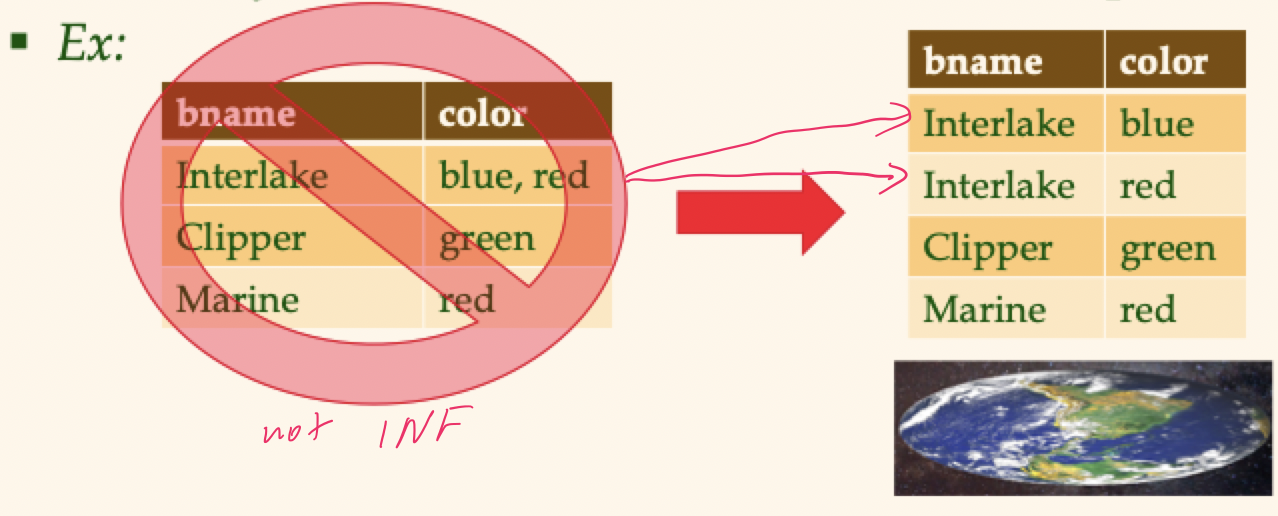 Ex:
bname color
Interlake blue, red
Clipper green
Marine red
not 1NF
bname color
Interlake blue
Interlake red
Clipper green
Marine red